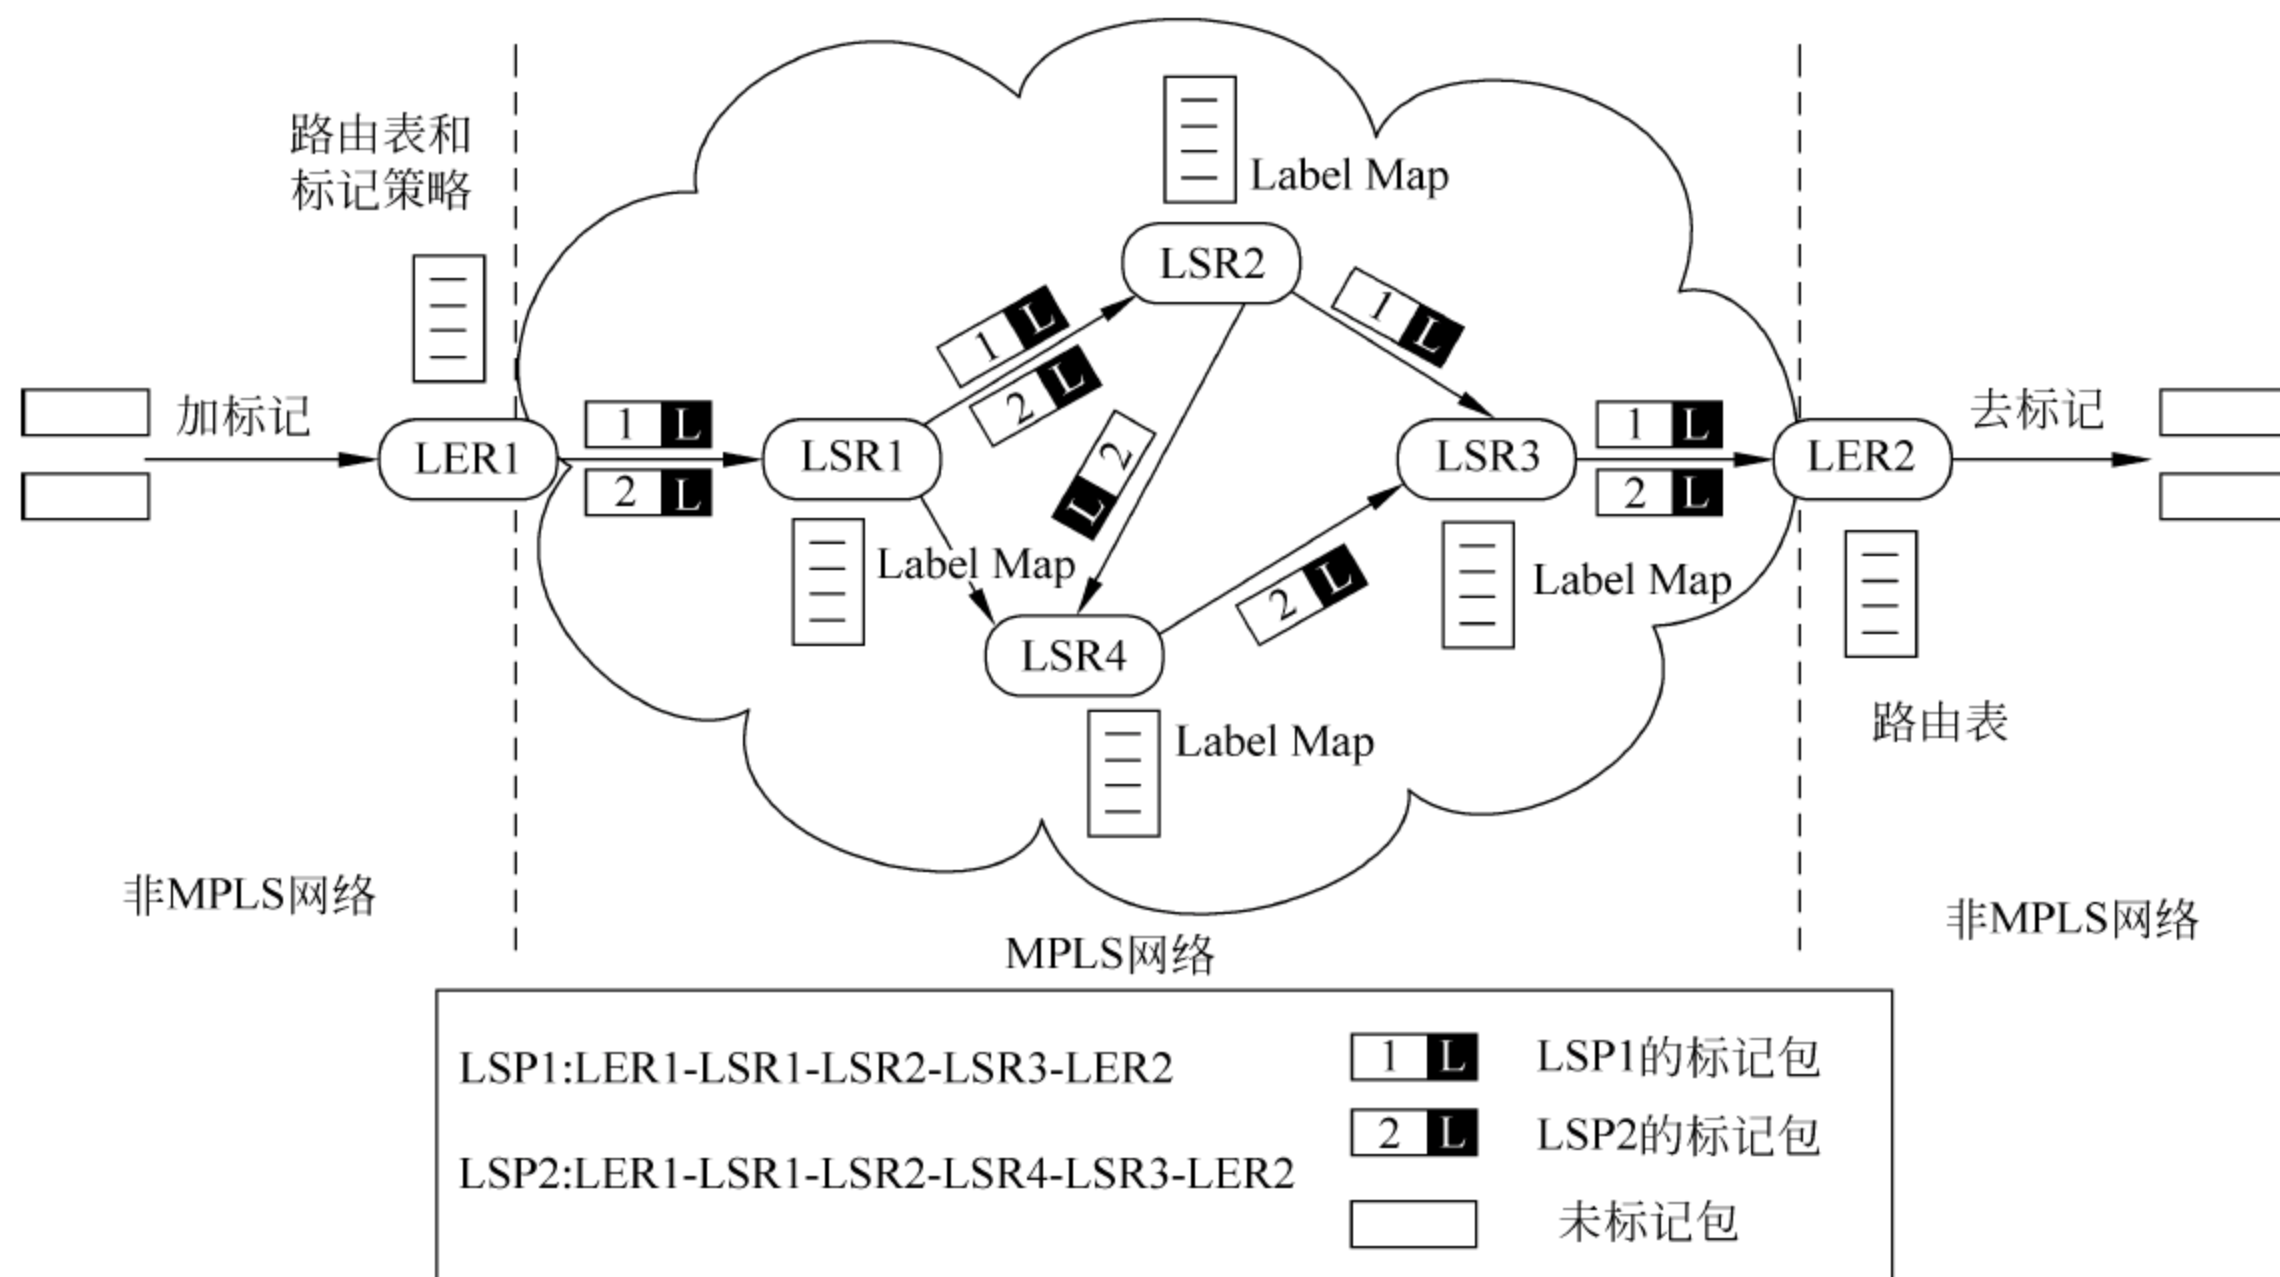 路由表和
标记策略
Label Map
LSR2
1 L
1 L
2 L
加标记
LER1
1 L
2 L
LSR1
L 2
LSR3
1 L
2 L
LER2
去标记
Label Map
2 L
Label Map
LSR4
Label Map
路由表
非MPLS网络
MPLS网络
非MPLS网络
LSP1:LER1-LSR1-LSR2-LSR3-LER2
1 L LSP1的标记包
2 L LSP2的标记包
LSP2:LER1-LSR1-LSR2-LSR4-LSR3-LER2
未标记包